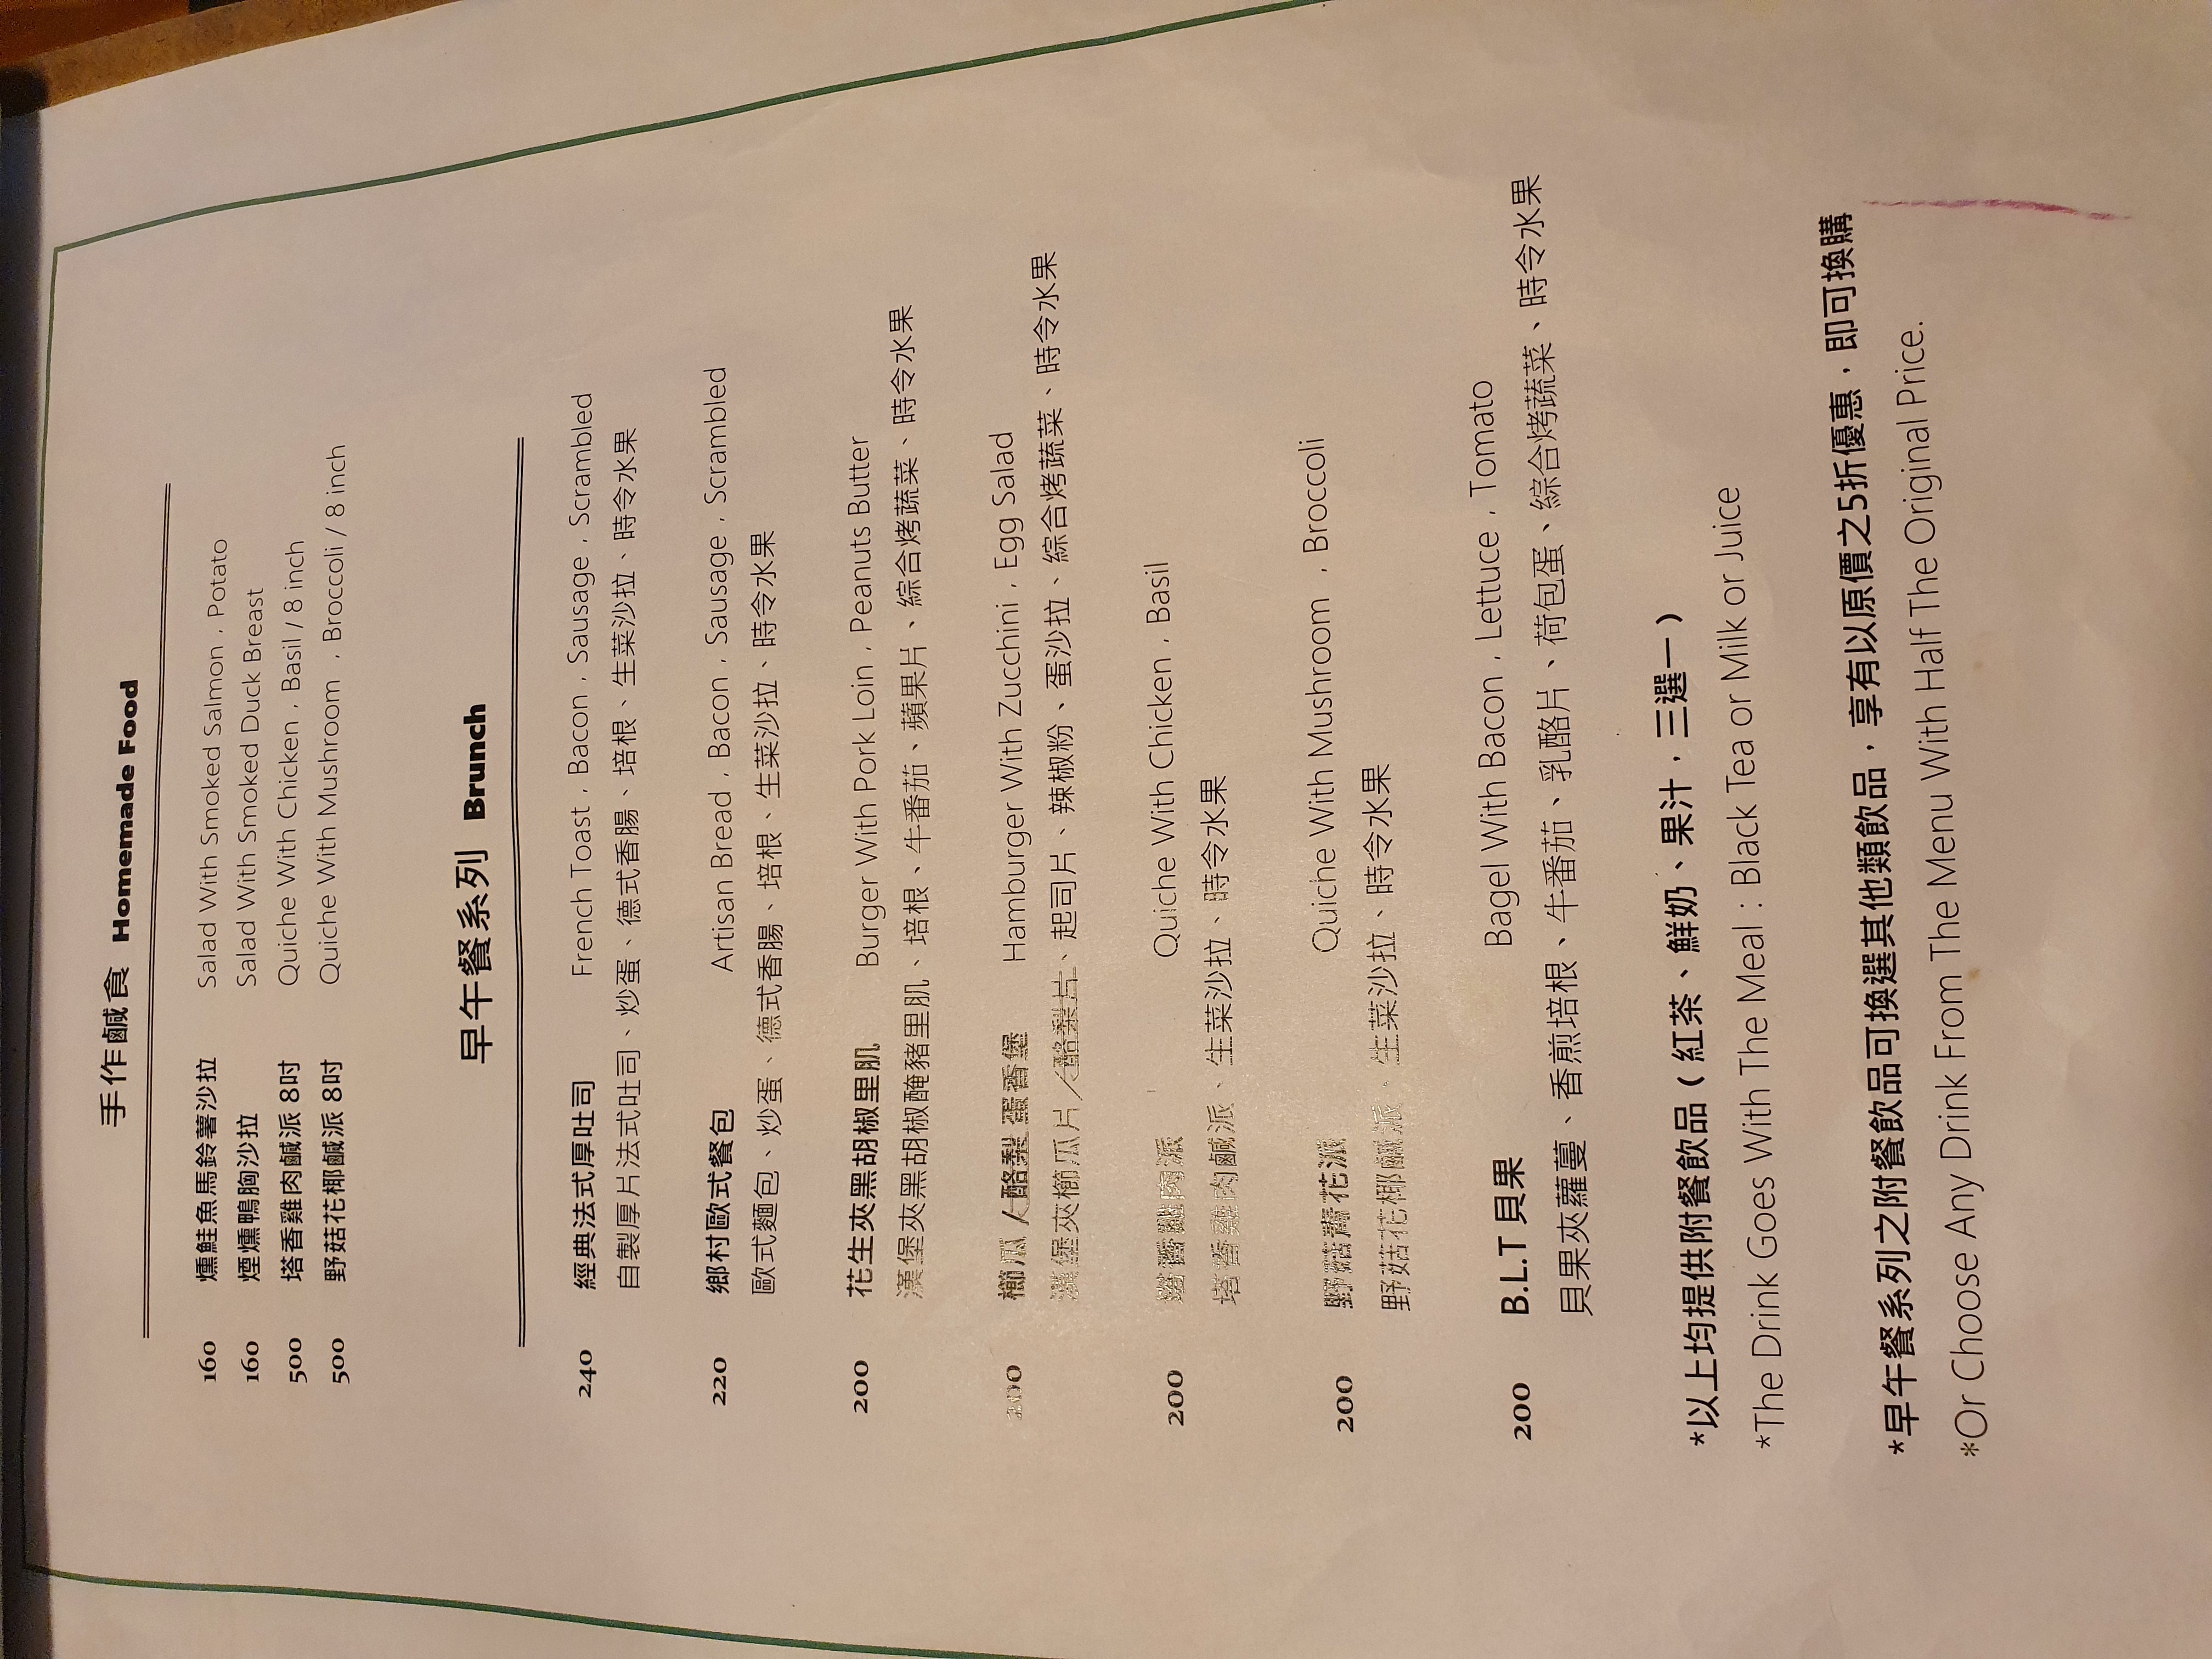 手作鹹食 Homemade Food
160 燻鮭魚馬鈴薯沙拉 Salad With Smoked Salmon , Potato
160 煙燻鴨胸沙拉 Salad With Smoked Duck Breast
500 塔香雞肉鹹派 8吋 Quiche With Chicken , Basil / 8 inch
500 野菇花椰鹹派 8吋 Quiche With Mushroom , Broccoli / 8 inch
早午餐系列 Brunch
240 經典法式厚吐司 French Toast , Bacon , Sausage , Scrambled
自製厚片法式吐司、炒蛋、德式香腸、培根、生菜沙拉、時令水果
220 鄉村歐式餐包 Artisan Bread , Bacon , Sausage , Scrambled
歐式麵包、炒蛋、德式香腸、培根、生菜沙拉、時令水果
200 花生夾黑胡椒里肌 Burger With Pork Loin , Peanuts Butter
漢堡夾黑胡椒醃豬里肌、培根、牛番茄、蘋果片、綜合烤蔬菜、時令水果
200 櫛瓜/酪梨 蛋香堡 Hamburger With Zucchini , Egg Salad
漢堡夾櫛瓜片/酪梨片、起司片、辣椒粉、蛋沙拉、綜合烤蔬菜、時令水果
200 塔香雞肉派 Quiche With Chicken , Basil
塔香雞肉鹹派、生菜沙拉、時令水果
200 野菇青花派 Quiche With Mushroom , Broccoli
野菇花椰鹹派、生菜沙拉、時令水果
200 B.L.T 貝果 Bagel With Bacon , Lettuce , Tomato
貝果夾蘿蔓、香煎培根、牛番茄、乳酪片、荷包蛋、綜合烤蔬菜、時令水果
*以上均提供附餐飲品(紅茶、鮮奶、果汁，三選一)
*The Drink Goes With The Meal : Black Tea or Milk or Juice
*早午餐系列之附餐飲品可換選其他類飲品，享有以原價之5折優惠，即可換購
*Or Choose Any Drink From The Menu With Half The Original Price.